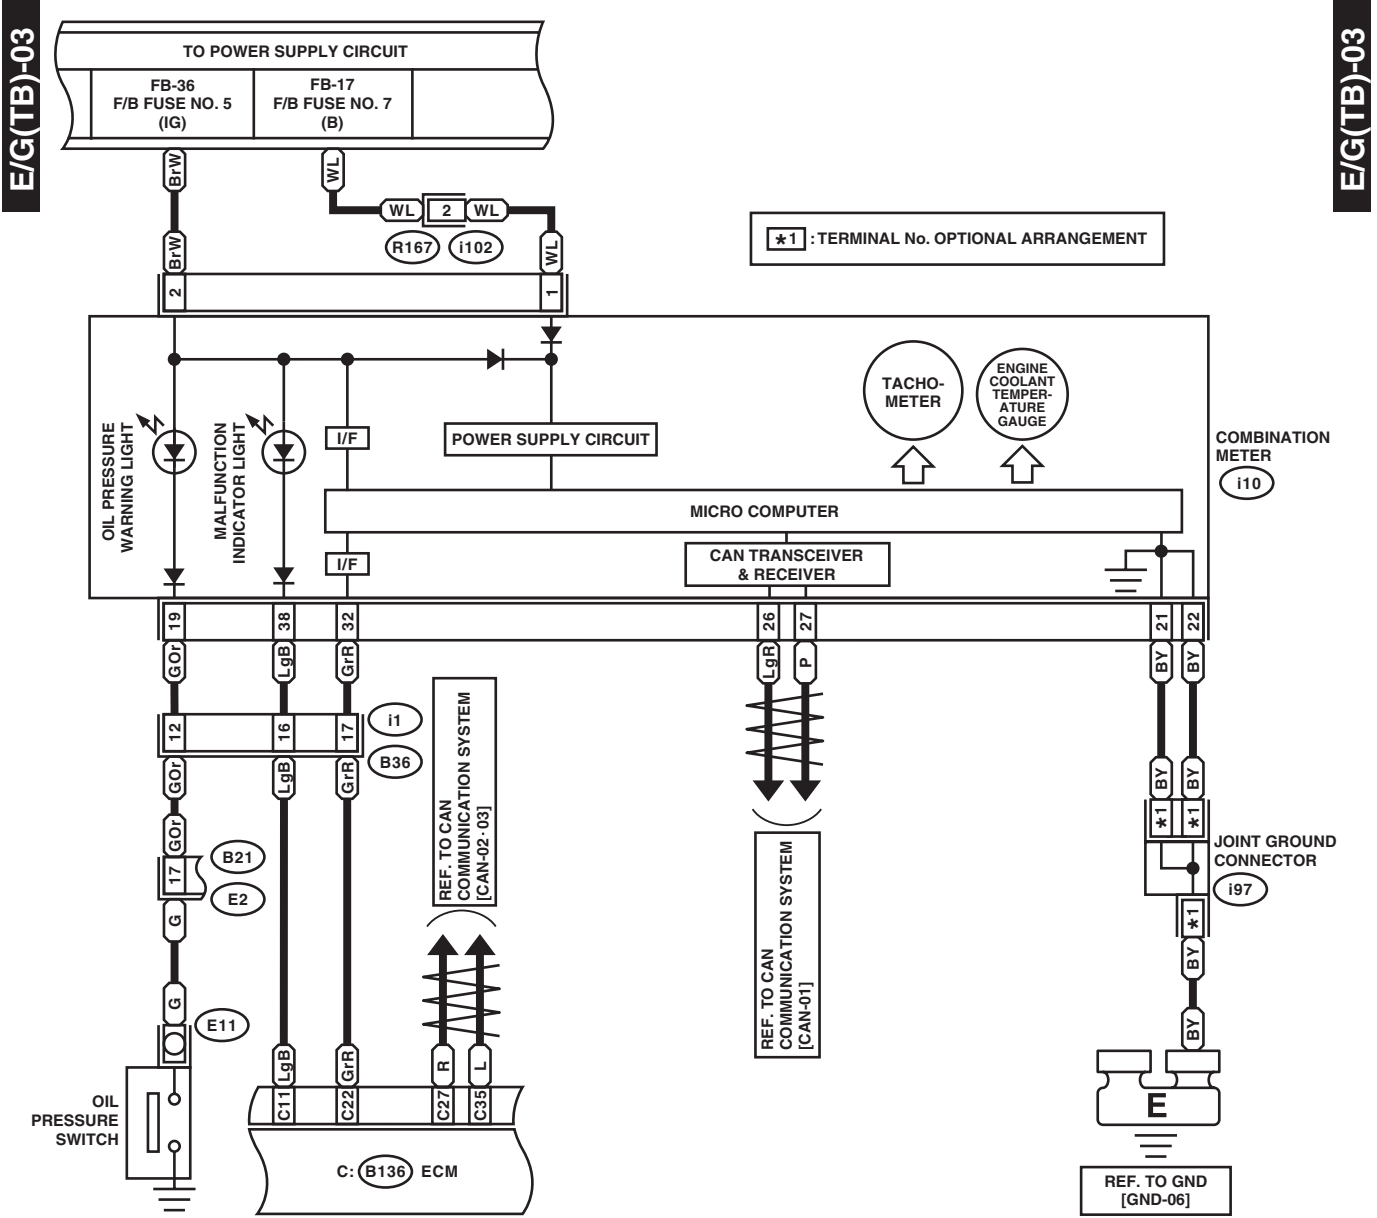 E/G(TB)-03
E/G(TB)-03
TO POWER SUPPLY CIRCUIT
FB-36
F/B FUSE NO. 5
(IG)
FB-17
F/B FUSE NO. 7
(B)
BrW
WL
WL
2
WL
R167
i102
BrW
WL
*1 : TERMINAL No. OPTIONAL ARRANGEMENT
2
1
OIL PRESSURE
WARNING LIGHT
MALFUNCTION
INDICATOR LIGHT
I/F
POWER SUPPLY CIRCUIT
TACHO-
METER
ENGINE
COOLANT
TEMPER-
ATURE
GAUGE
COMBINATION
METER
i10
MICRO COMPUTER
I/F
CAN TRANSCEIVER
& RECEIVER
19
38
32
26
27
21
22
GOr
LgB
GrR
LgR
P
BY
BY
12
16
17
i1
B36
GOr
LgB
GrR
REF. TO CAN
COMMUNICATION SYSTEM
[CAN-02·03]
BY
BY
*1
*1
JOINT GROUND
CONNECTOR
i97
*1
BY
BY
GOr
17
B21
E2
G
G
E11
REF. TO CAN
COMMUNICATION SYSTEM
[CAN-01]
OIL
PRESSURE
SWITCH
LgB
GrR
R
L
C11
C22
C27
C35
C: B136 ECM
E
REF. TO GND
[GND-06]